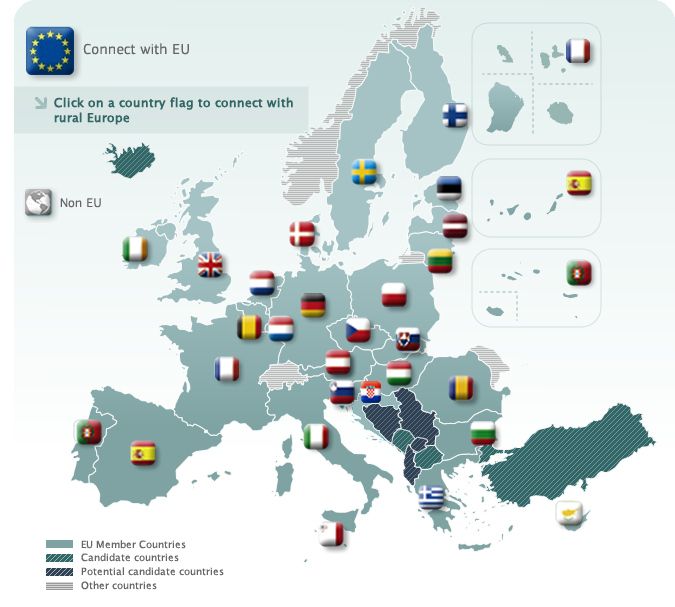 Connect with EU
Click on a country flag to connect with
rural Europe
Non EU
EU Member Countries
Candidate countries
Potential candidate countries
Other countries